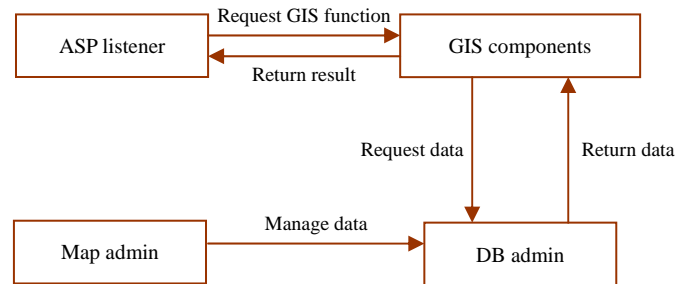 Request GIS function
ASP listener
GIS components
Return result
Request data
Return data
Manage data
Map admin
DB admin